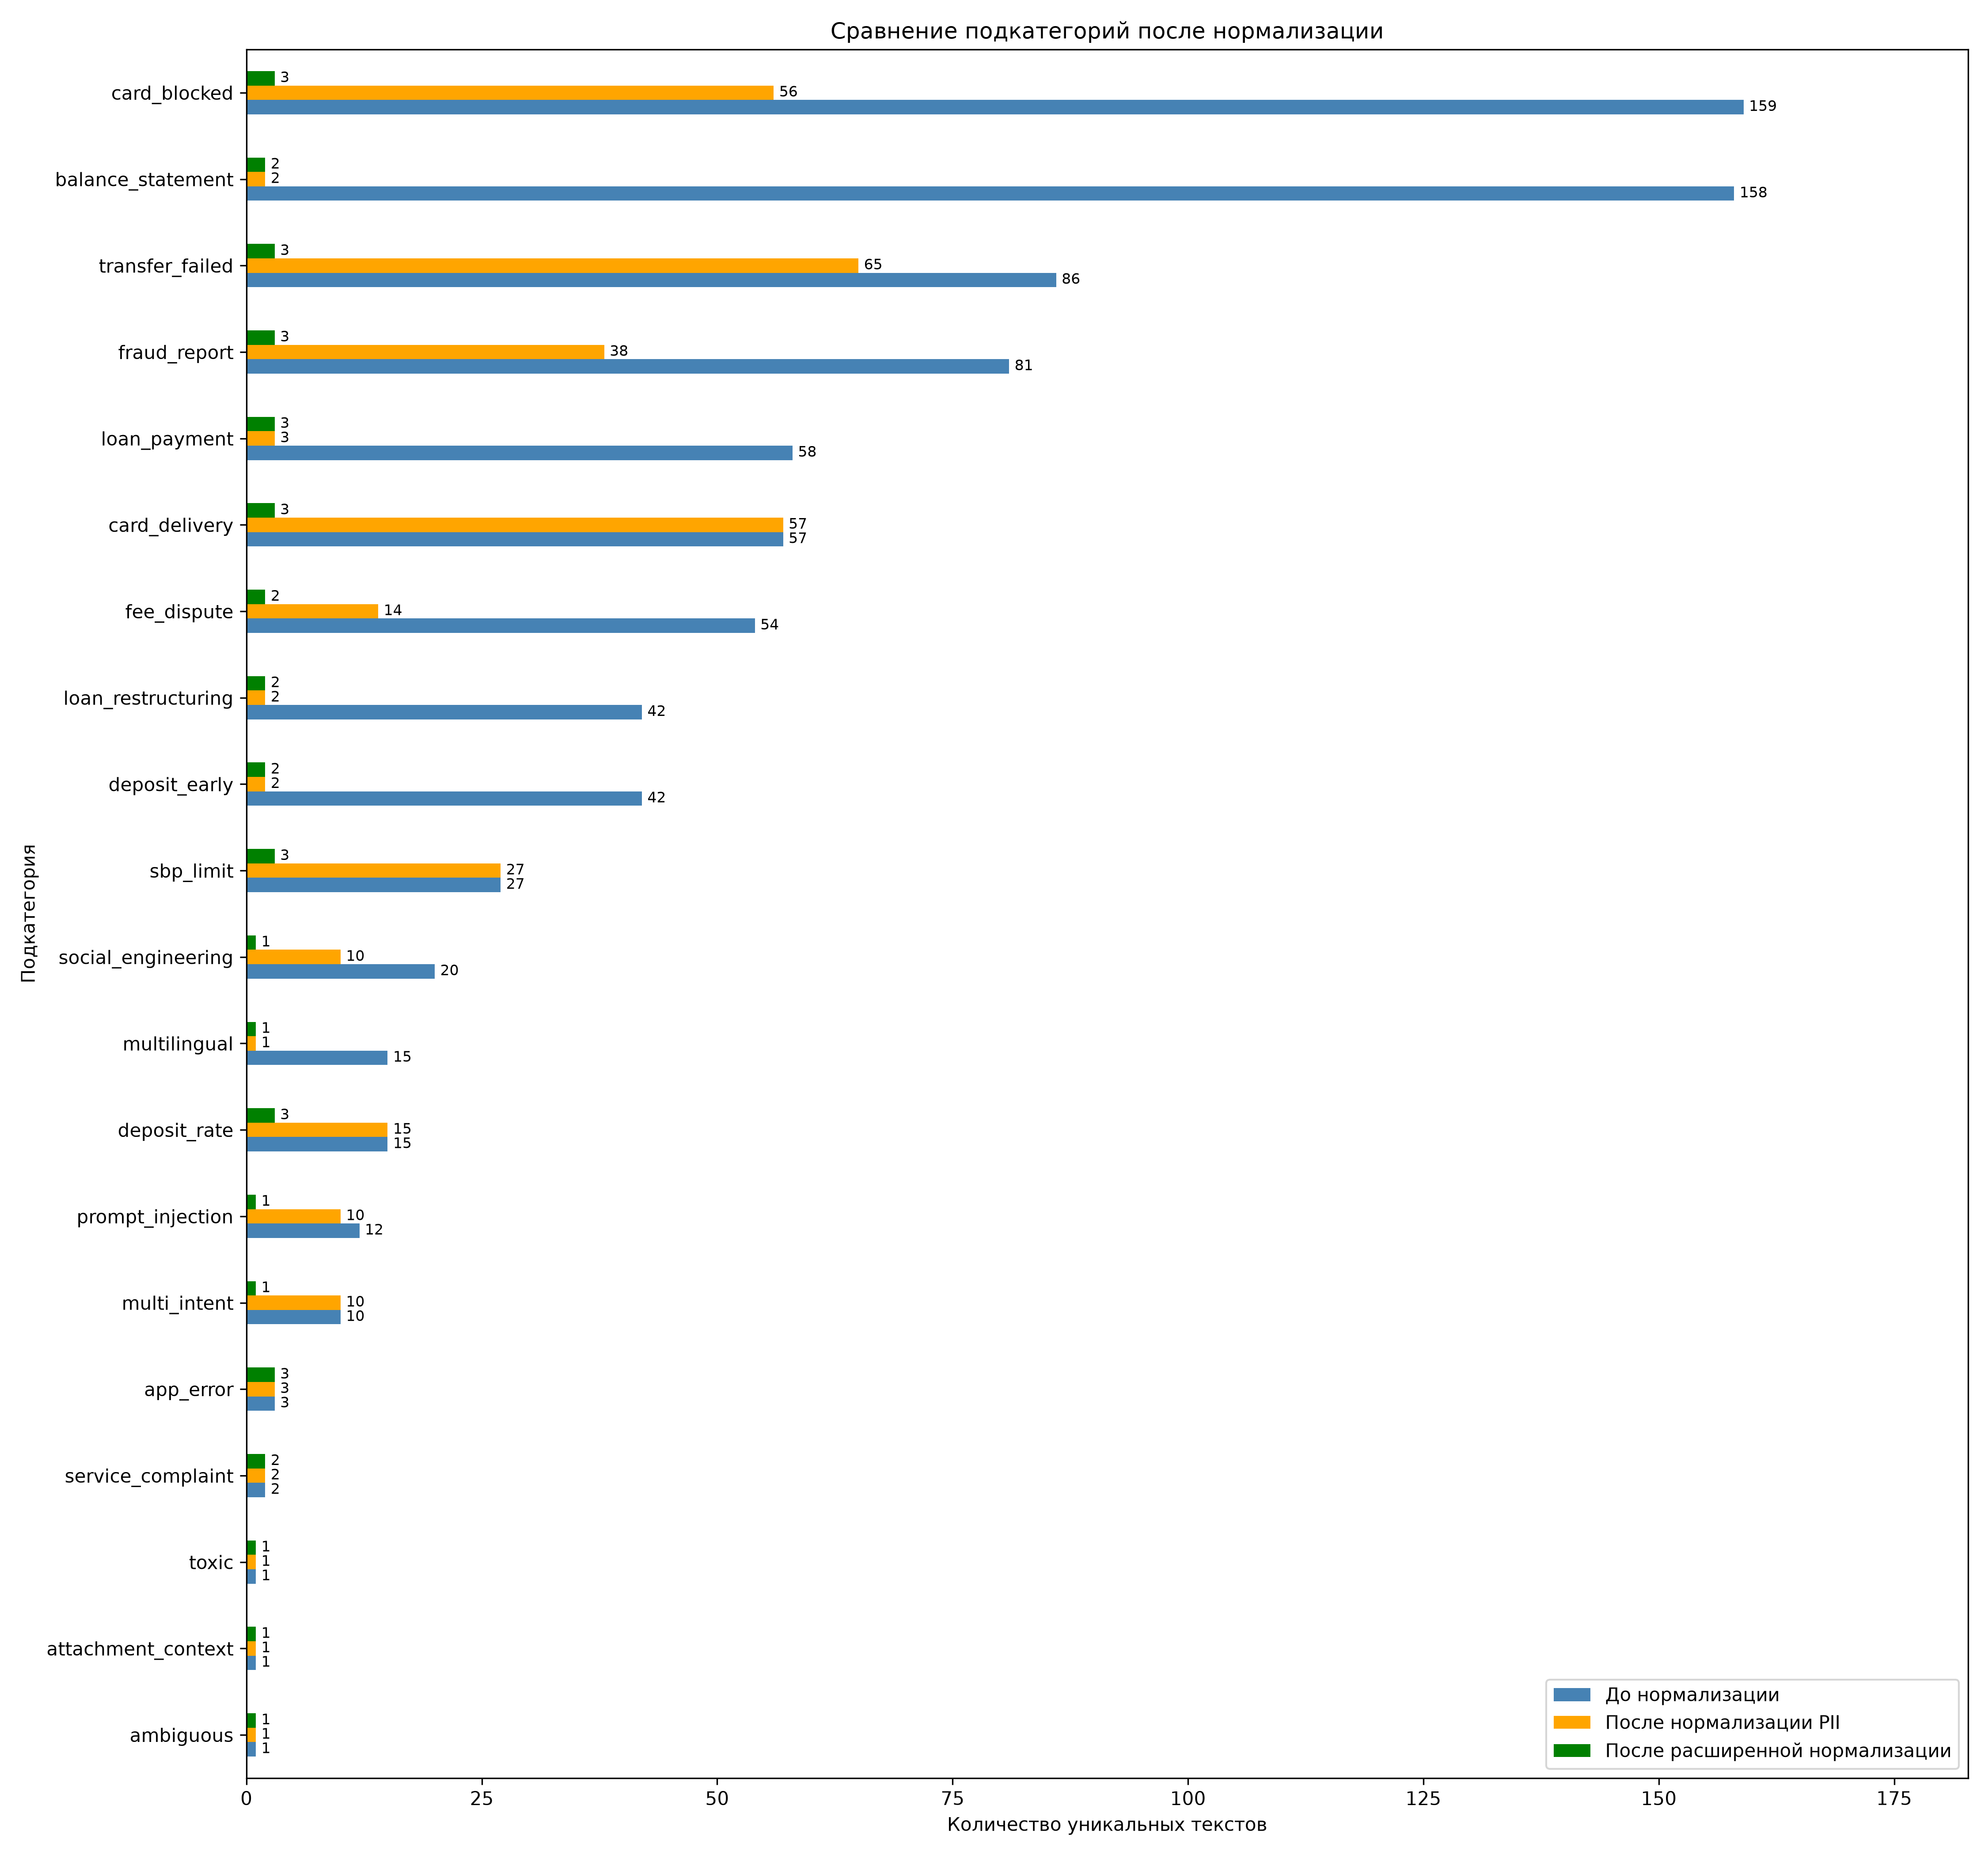 Сравнение подкатегорий после нормализации
card_blocked
3
56
159
balance_statement
2
2
158
transfer_failed
3
65
86
fraud_report
3
38
81
loan_payment
3
3
58
card_delivery
3
57
57
fee_dispute
2
14
54
loan_restructuring
2
2
42
deposit_early
2
2
42
sbp_limit
3
27
27
social_engineering
1
10
20
multilingual
1
1
15
deposit_rate
3
15
15
prompt_injection
1
10
12
multi_intent
1
10
10
app_error
3
3
3
service_complaint
2
2
2
toxic
1
1
1
attachment_context
1
1
1
ambiguous
1
1
1
Подкатегория
До нормализации
После нормализации PII
После расширенной нормализации
0 25 50 75 100 125 150 175
Количество уникальных текстов